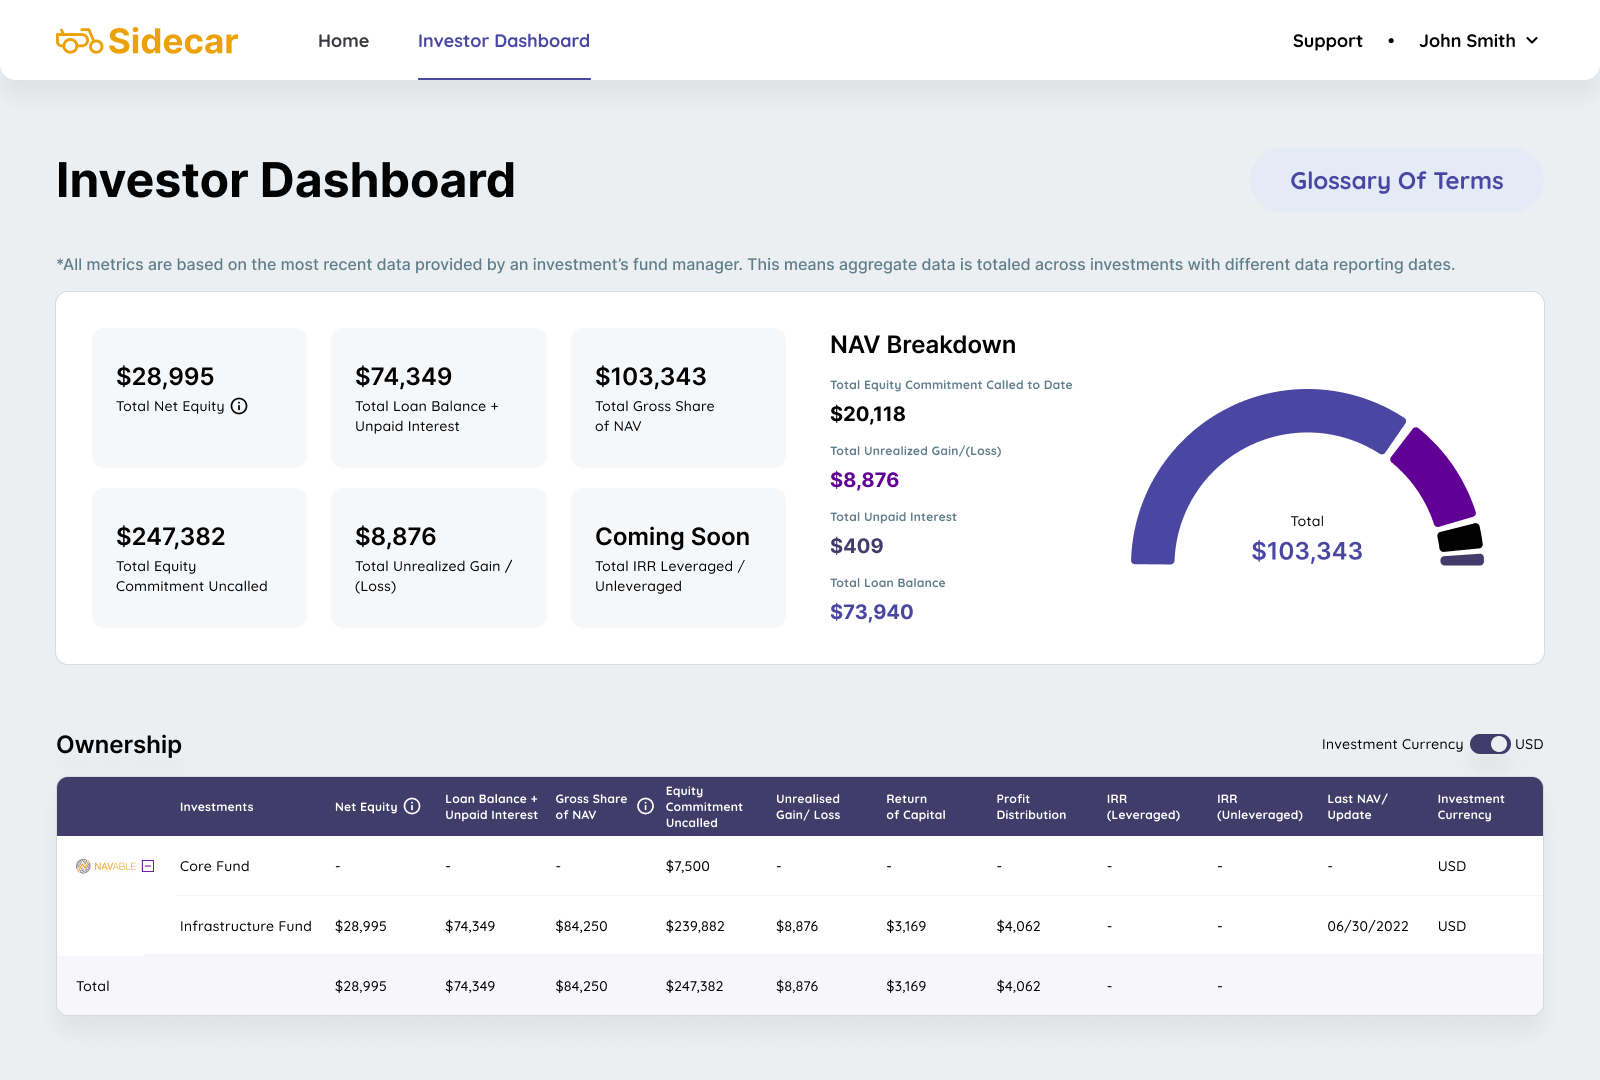 Sidecar
Home
Investor Dashboard
Support • John Smith
Investor Dashboard
Glossary Of Terms
*All metrics are based on the most recent data provided by an investment’s fund manager. This means aggregate data is totaled across investments with different data reporting dates.
$28,995
Total Net Equity
$74,349
Total Loan Balance +
Unpaid Interest
$103,343
Total Gross Share
of NAV
$247,382
Total Equity
Commitment Uncalled
$8,876
Total Unrealized Gain /
(Loss)
Coming Soon
Total IRR Leveraged /
Unleveraged
NAV Breakdown
Total Equity Commitment Called to Date
$20,118
Total Unrealized Gain/(Loss)
$8,876
Total Unpaid Interest
$409
Total Loan Balance
$73,940
Total
$103,343
Ownership
Investment Currency USD
Investments
Net Equity
Loan Balance +
Unpaid Interest
Gross Share
of NAV
Equity
Commitment
Uncalled
Unrealised
Gain/ Loss
Return
of Capital
Profit
Distribution
IRR
(Leveraged)
IRR
(Unleveraged)
Last NAV/
Update
Investment
Currency
NAVABLE Core Fund - - - $7,500 - - - - - - USD
Infrastructure Fund $28,995 $74,349 $84,250 $239,882 $8,876 $3,169 $4,062 - - 06/30/2022 USD
Total $28,995 $74,349 $84,250 $247,382 $8,876 $3,169 $4,062 - -